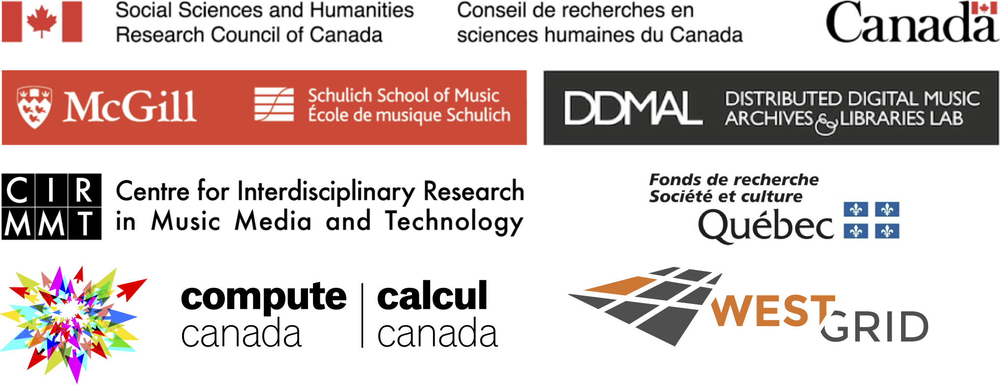 Social Sciences and Humanities
Research Council of Canada
Conseil de recherches en
sciences humaines du Canada
Canada
McGill
Schulich School of Music
École de musique Schulich
DDMAL
DISTRIBUTED DIGITAL MUSIC
ARCHIVES & LIBRARIES LAB
CIR
MMT
Centre for Interdisciplinary Research
in Music Media and Technology
Fonds de recherche
Société et culture
Québec
compute
canada
calcul
canada
WEST
GRID